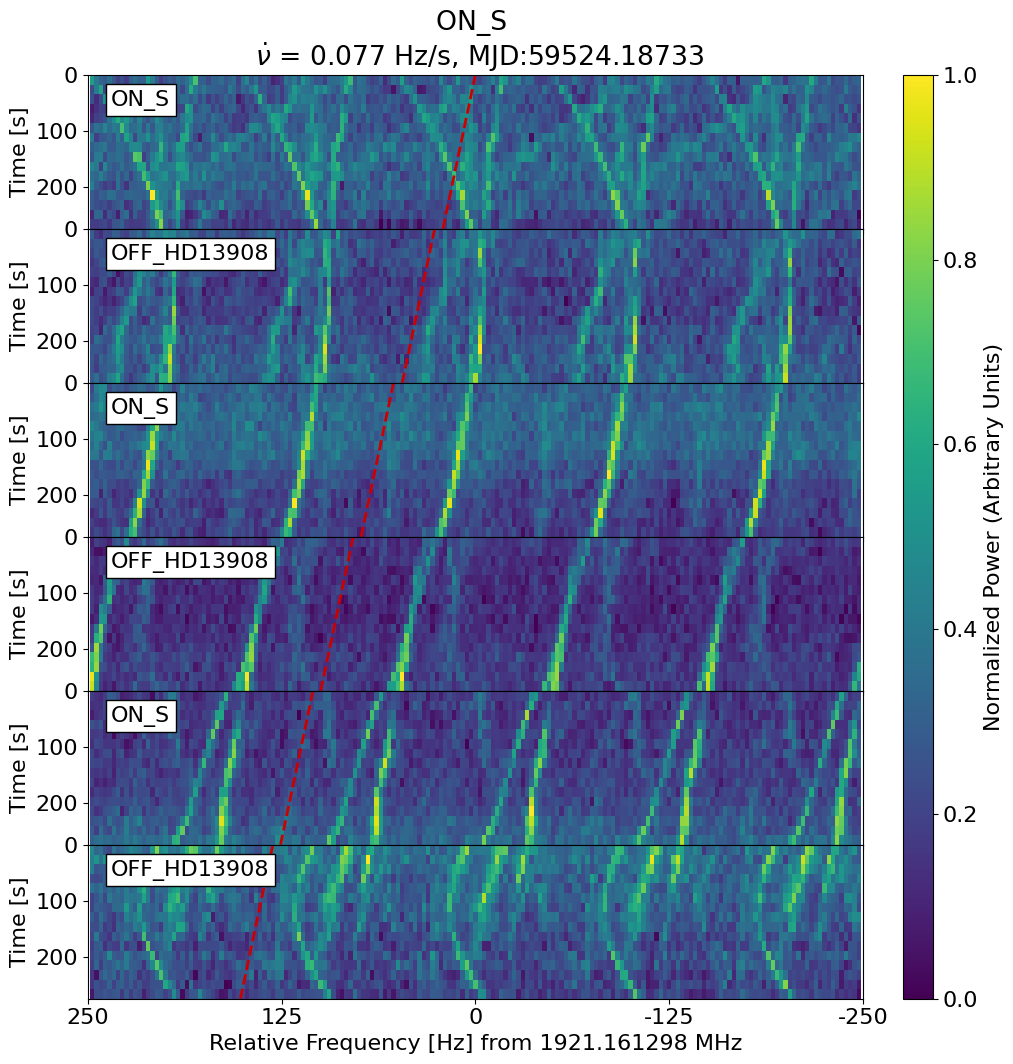 ON_S
ν̇ = 0.077 Hz/s, MJD:59524.18733
0
ON_S
100
Time [s]
200
0
OFF_HD13908
100
Time [s]
200
0
ON_S
100
Time [s]
200
0
OFF_HD13908
100
Time [s]
200
0
ON_S
100
Time [s]
200
0
OFF_HD13908
100
Time [s]
200
250 125 0 -125 -250
Relative Frequency [Hz] from 1921.161298 MHz
1.0
0.8
0.6
0.4
0.2
0.0
Normalized Power (Arbitrary Units)